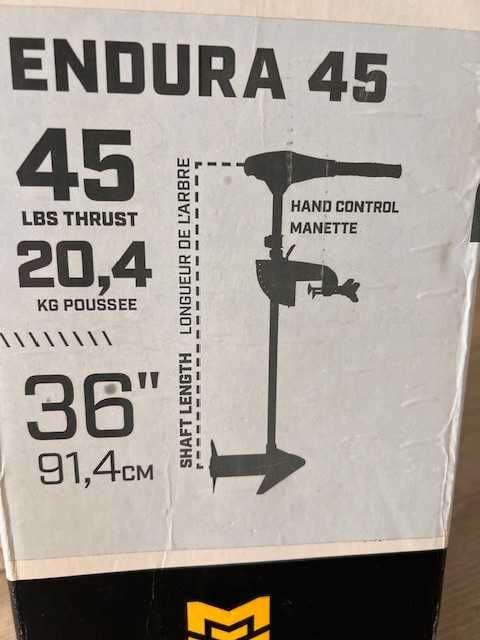 ENDURA 45
45
LBS THRUST
20,4
KG POUSSEE
36"
91,4CM
SHAFT LENGTH LONGUEUR DE L'ARBRE
HAND CONTROL
MANETTE